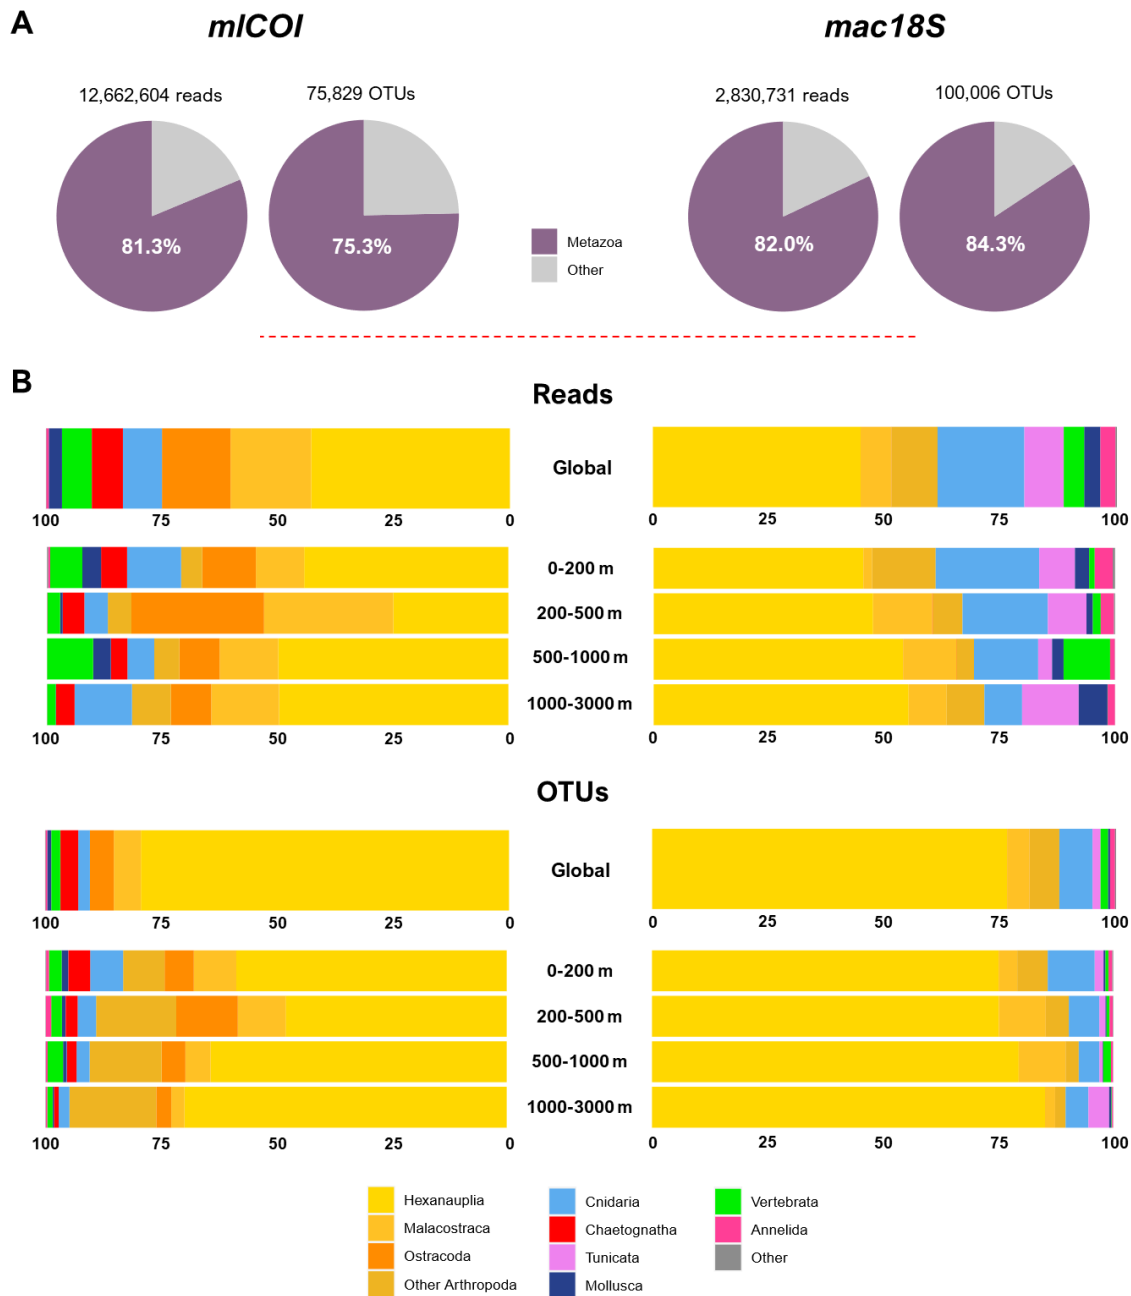 A
mlCOI
mac18S
12,662,604 reads
75,829 OTUs
2,830,731 reads
100,006 OTUs
81.3%
75.3%
82.0%
84.3%
Metazoa
Other
B
Reads
Global
100 75 50 25 0
0 25 50 75 100
0-200 m
200-500 m
500-1000 m
1000-3000 m
100 75 50 25 0
0 25 50 75 100
OTUs
Global
100 75 50 25 0
0 25 50 75 100
0-200 m
200-500 m
500-1000 m
1000-3000 m
100 75 50 25 0
0 25 50 75 100
Hexanauplia
Malacostraca
Ostracoda
Other Arthropoda
Cnidaria
Chaetognatha
Tunicata
Mollusca
Vertebrata
Annelida
Other